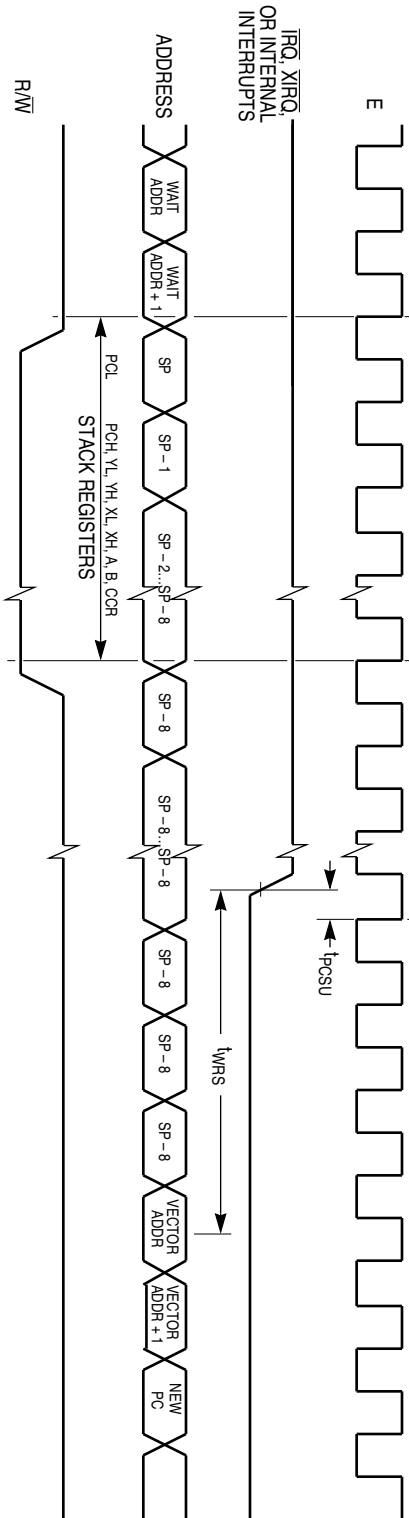 E
IRQ, XIRQ,
OR INTERNAL
INTERRUPTS
tPCSU
tWRS
ADDRESS
WAIT
ADDR
WAIT
ADDR + 1
SP
SP – 1
SP – 2...SP – 8
SP – 8
SP – 8...SP – 8
SP – 8
SP – 8
SP – 8
VECTOR
ADDR
VECTOR
ADDR + 1
NEW
PC
PCL
PCH, YL, YH, XL, XH, A, B, CCR
STACK REGISTERS
R/W